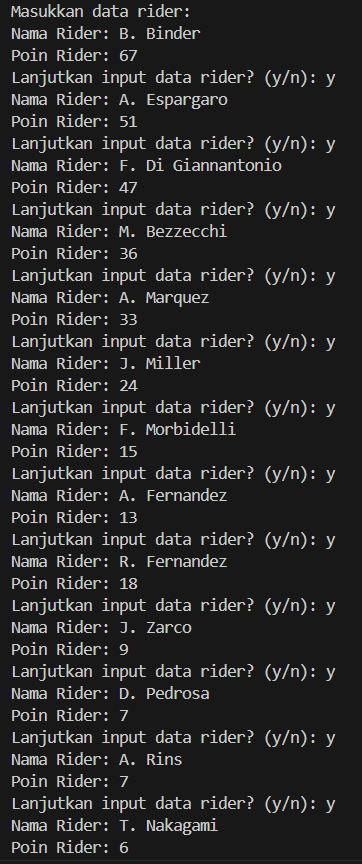 Masukkan data rider:
Nama Rider: B. Binder
Poin Rider: 67
Lanjutkan input data rider? (y/n): y
Nama Rider: A. Espargaro
Poin Rider: 51
Lanjutkan input data rider? (y/n): y
Nama Rider: F. Di Giannantonio
Poin Rider: 47
Lanjutkan input data rider? (y/n): y
Nama Rider: M. Bezzecchi
Poin Rider: 36
Lanjutkan input data rider? (y/n): y
Nama Rider: A. Marquez
Poin Rider: 33
Lanjutkan input data rider? (y/n): y
Nama Rider: J. Miller
Poin Rider: 24
Lanjutkan input data rider? (y/n): y
Nama Rider: F. Morbidelli
Poin Rider: 15
Lanjutkan input data rider? (y/n): y
Nama Rider: A. Fernandez
Poin Rider: 13
Lanjutkan input data rider? (y/n): y
Nama Rider: R. Fernandez
Poin Rider: 18
Lanjutkan input data rider? (y/n): y
Nama Rider: J. Zarco
Poin Rider: 9
Lanjutkan input data rider? (y/n): y
Nama Rider: D. Pedrosa
Poin Rider: 7
Lanjutkan input data rider? (y/n): y
Nama Rider: A. Rins
Poin Rider: 7
Lanjutkan input data rider? (y/n): y
Nama Rider: T. Nakagami
Poin Rider: 6